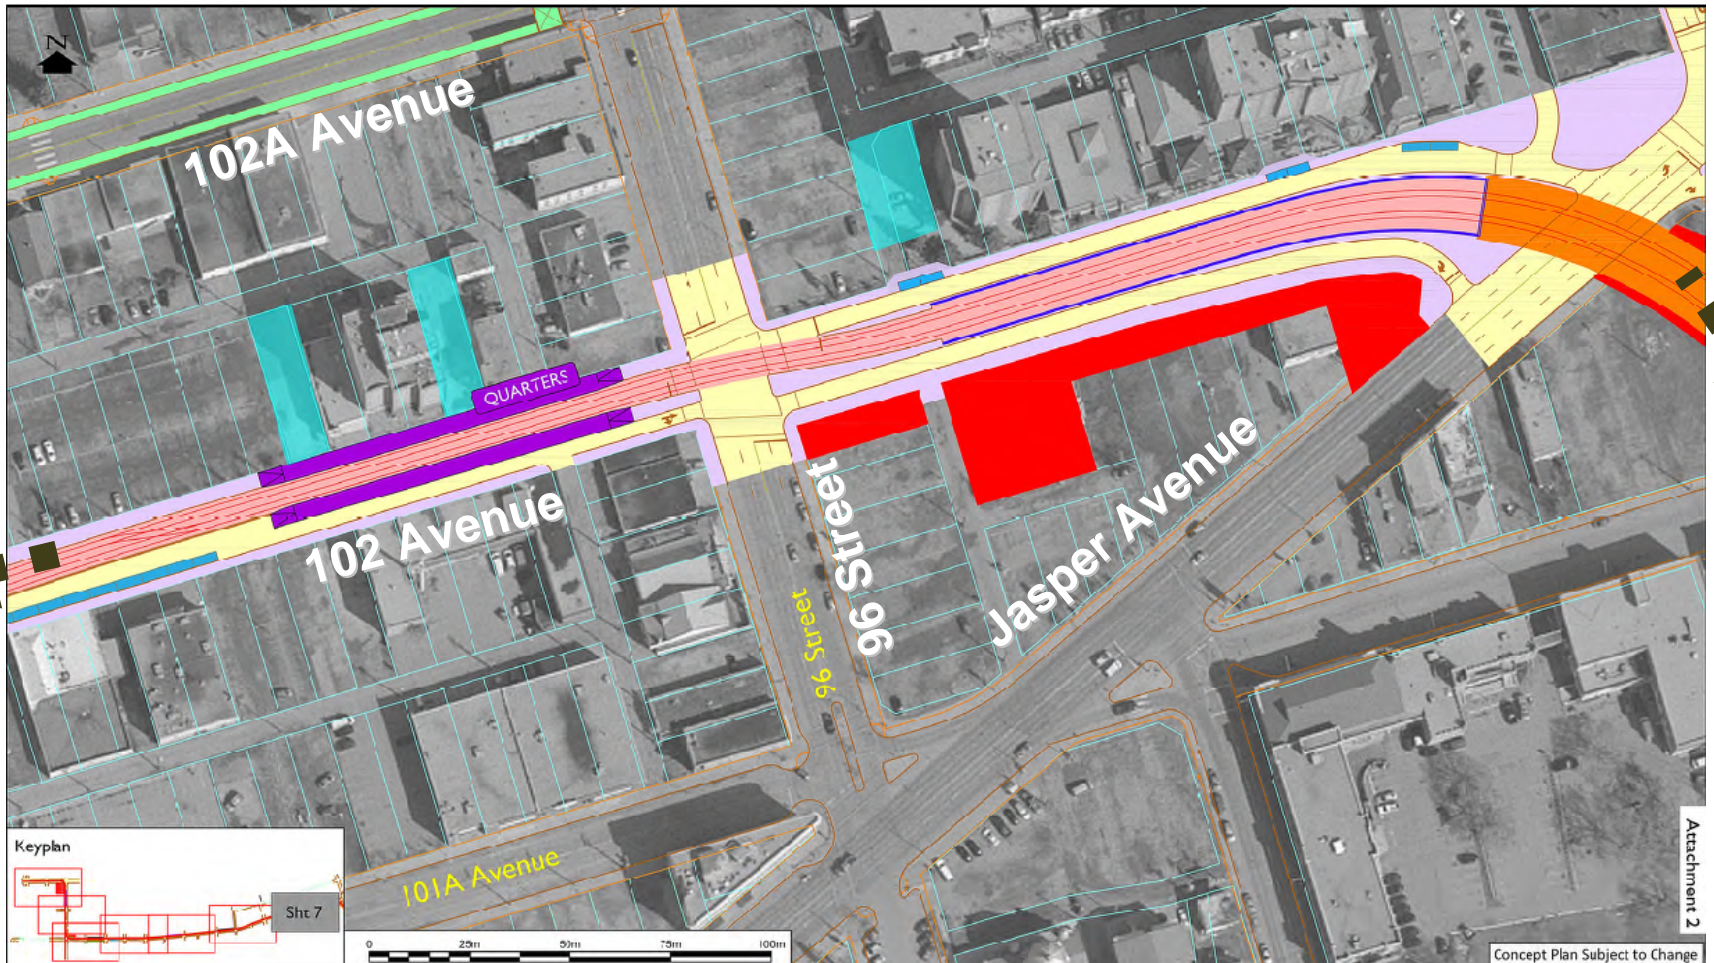 N
102A Avenue
QUARTERS
102 Avenue
96 Street
96 Street
Jasper Avenue
101A Avenue
Keyplan
Sht 7
0 25m 50m 75m 100m
Attachment 2
Concept Plan Subject to Change